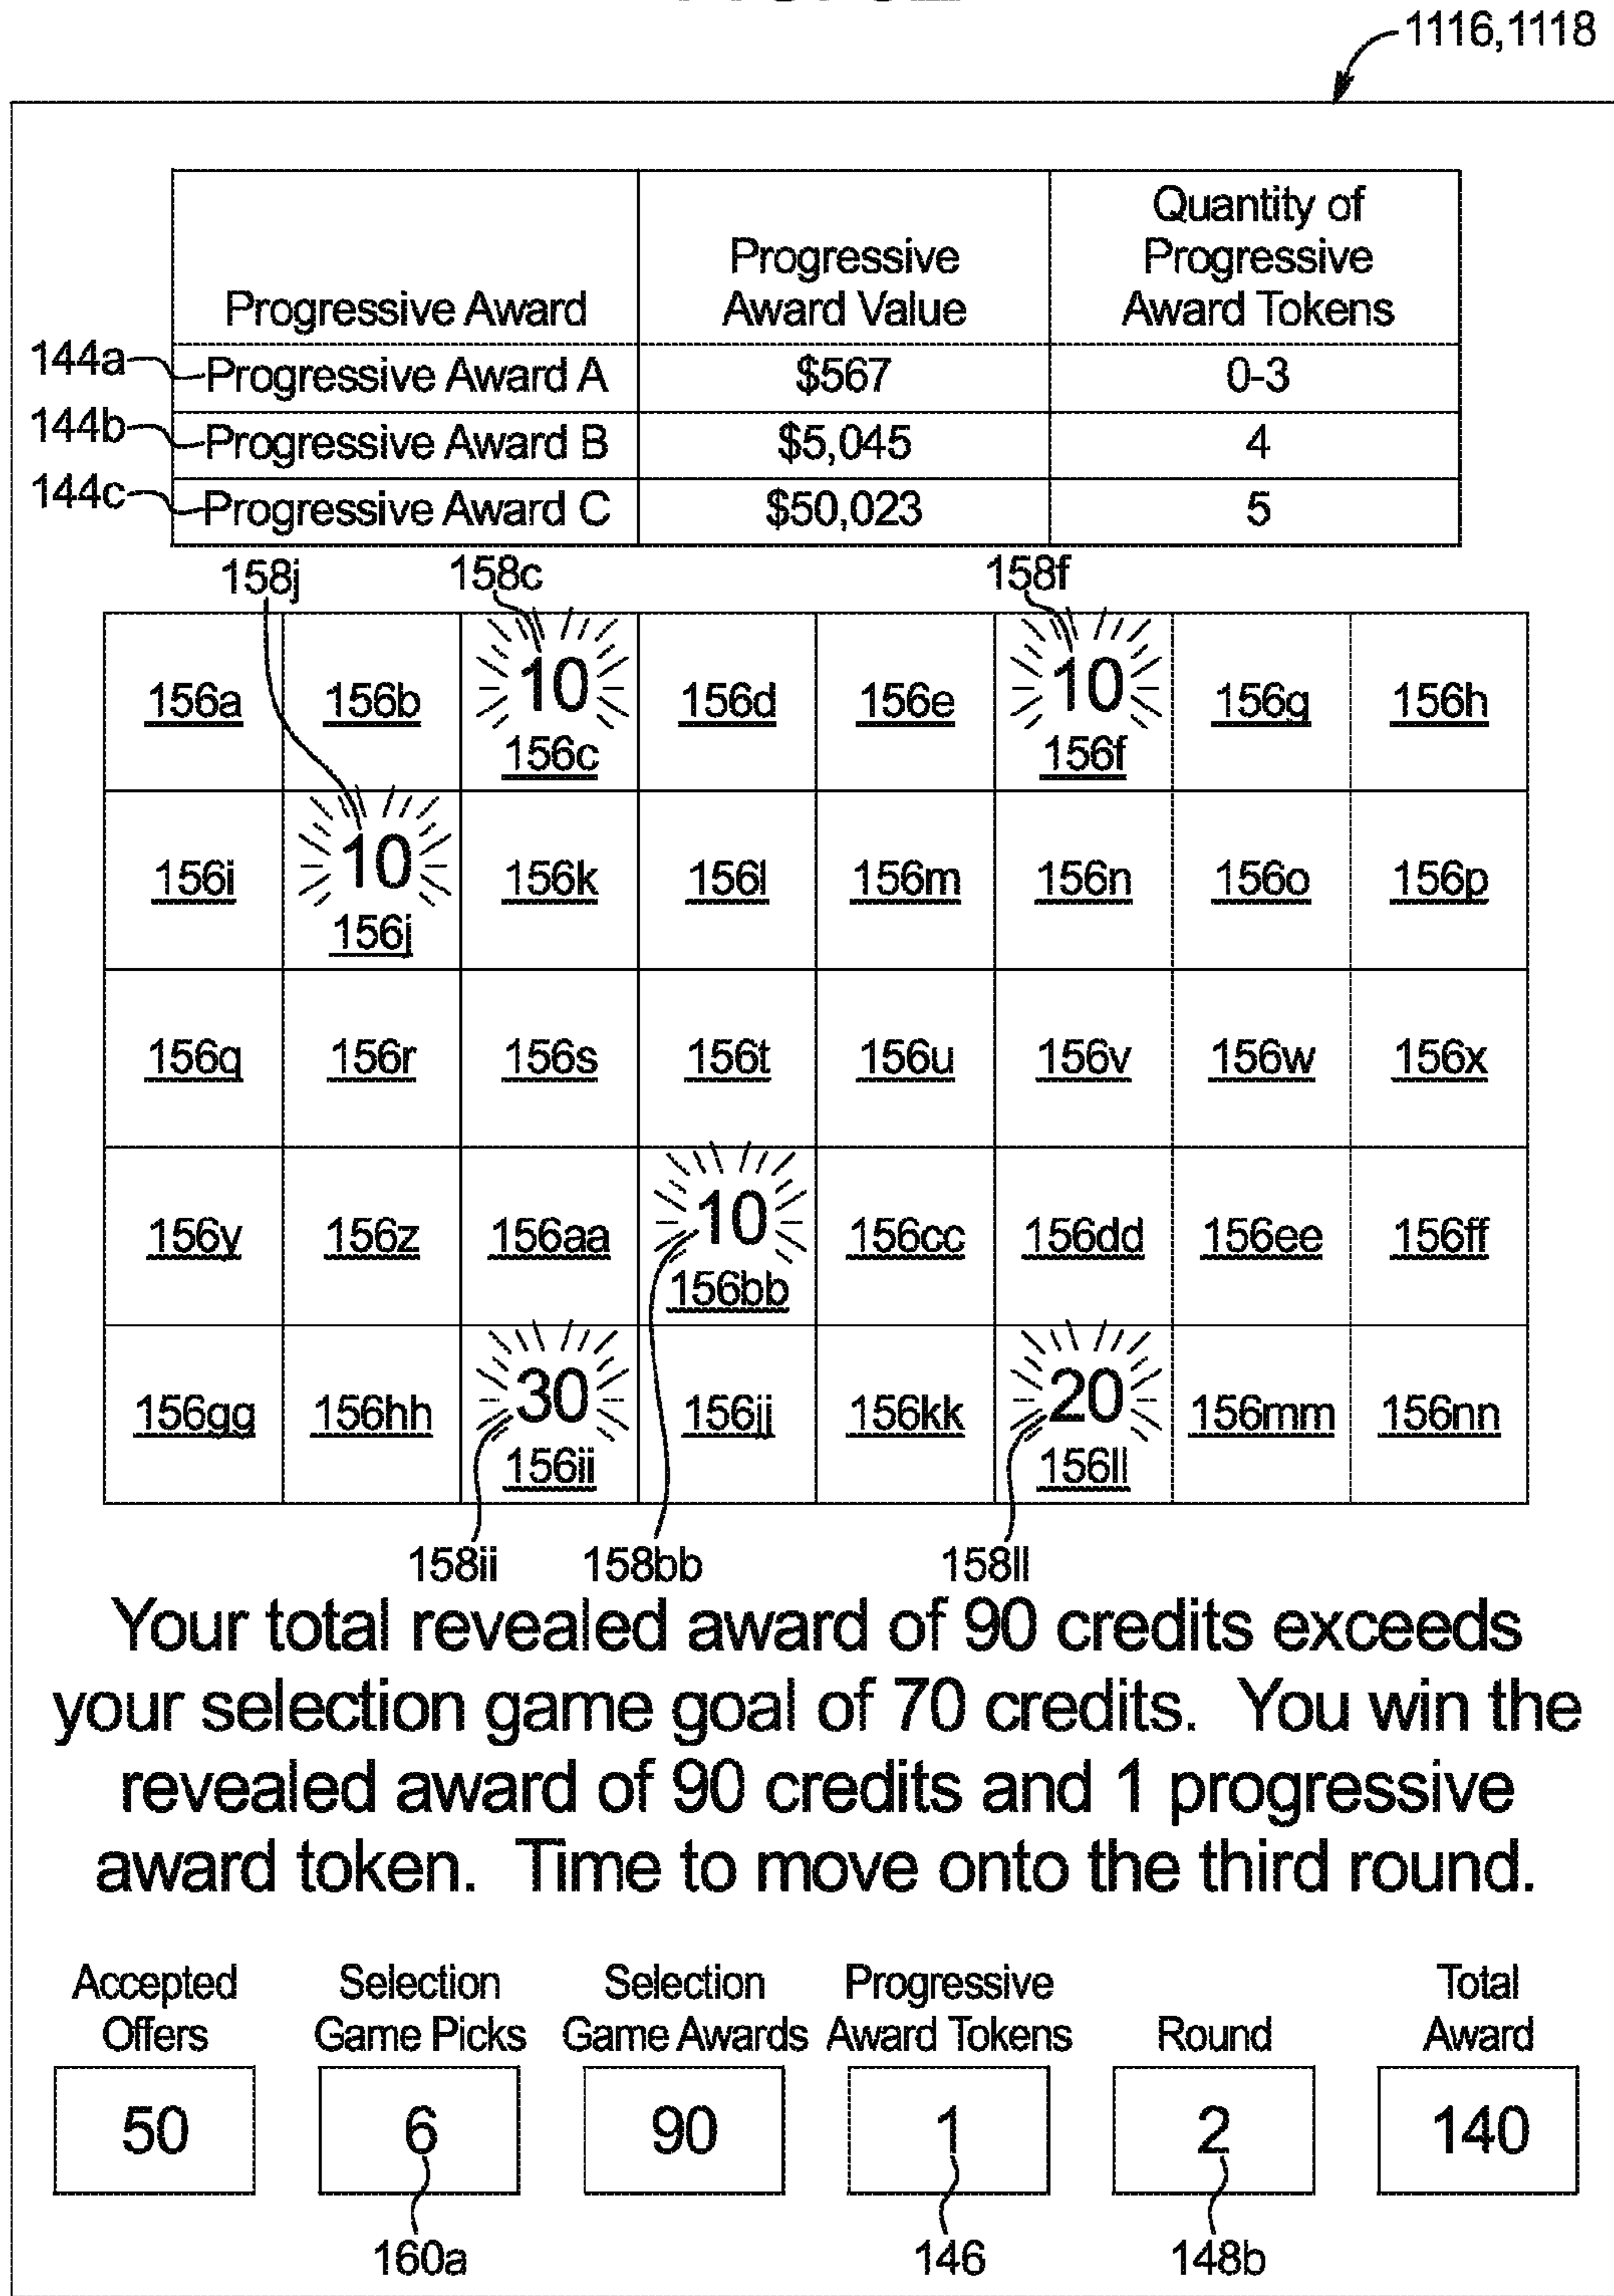 1116,1118
Quantity of
Progressive Progressive
Progressive Award Award Value Award Tokens
144a Progressive Award A $567 0-3
144b Progressive Award B $5,045 4
144c Progressive Award C $50,023 5
158j 158c 158f
156a 156b 10 156c 156d 156e 10 156f 156g 156h
156i 10 156j 156k 156l 156m 156n 156o 156p
156q 156r 156s 156t 156u 156v 156w 156x
156y 156z 156aa 10 156bb 156cc 156dd 156ee 156ff
156gg 156hh 30 156ii 156jj 156kk 20 156ll 156mm 156nn
158ii 158bb 158ll
Your total revealed award of 90 credits exceeds
your selection game goal of 70 credits. You win the
revealed award of 90 credits and 1 progressive
award token. Time to move onto the third round.
Accepted Selection Selection Progressive Total
Offers Game Picks Game Awards Award Tokens Round Award
50 6 90 1 2 140
160a 146 148b